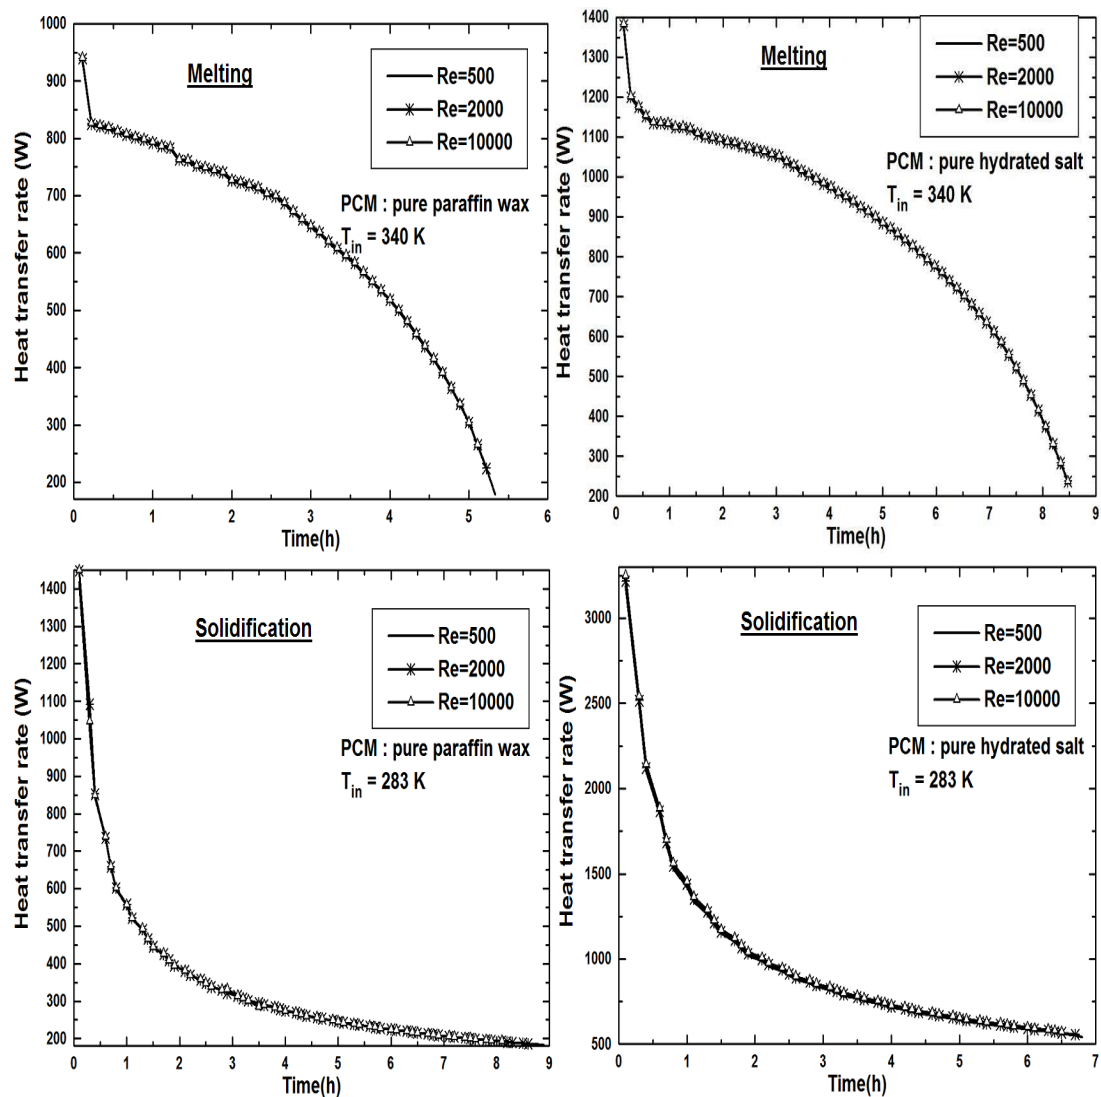 Heat transfer rate (W)
1000
900
800
700
600
500
400
300
200
Melting
Re=500
Re=2000
Re=10000
PCM : pure paraffin wax
T_in = 340 K
0 1 2 3 4 5 6
Time(h)
Heat transfer rate (W)
1400
1300
1200
1100
1000
900
800
700
600
500
400
300
200
Melting
Re=500
Re=2000
Re=10000
PCM : pure hydrated salt
T_in = 340 K
0 1 2 3 4 5 6 7 8 9
Time(h)
Heat transfer rate (W)
1400
1300
1200
1100
1000
900
800
700
600
500
400
300
200
Solidification
Re=500
Re=2000
Re=10000
PCM : pure paraffin wax
T_in = 283 K
0 1 2 3 4 5 6 7 8 9
Time(h)
Heat transfer rate (W)
3000
2500
2000
1500
1000
500
Solidification
Re=500
Re=2000
Re=10000
PCM : pure hydrated salt
T_in = 283 K
0 1 2 3 4 5 6 7
Time(h)